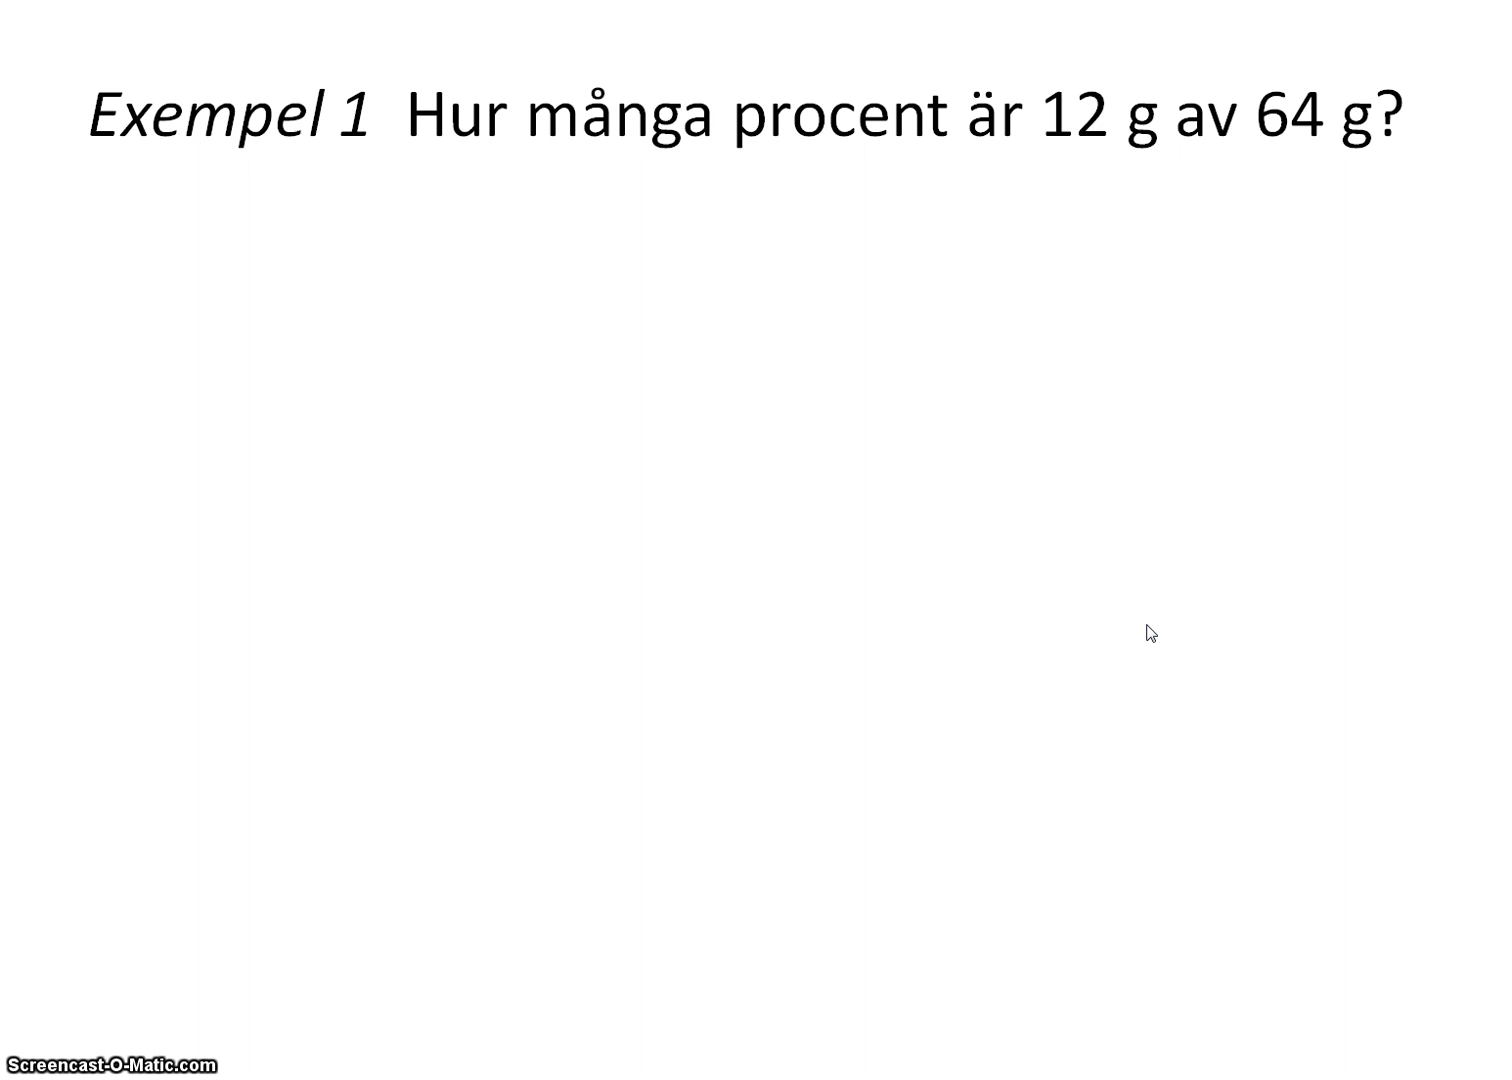 Exempel 1 Hur många procent är 12 g av 64 g?
Screencast-O-Matic.com